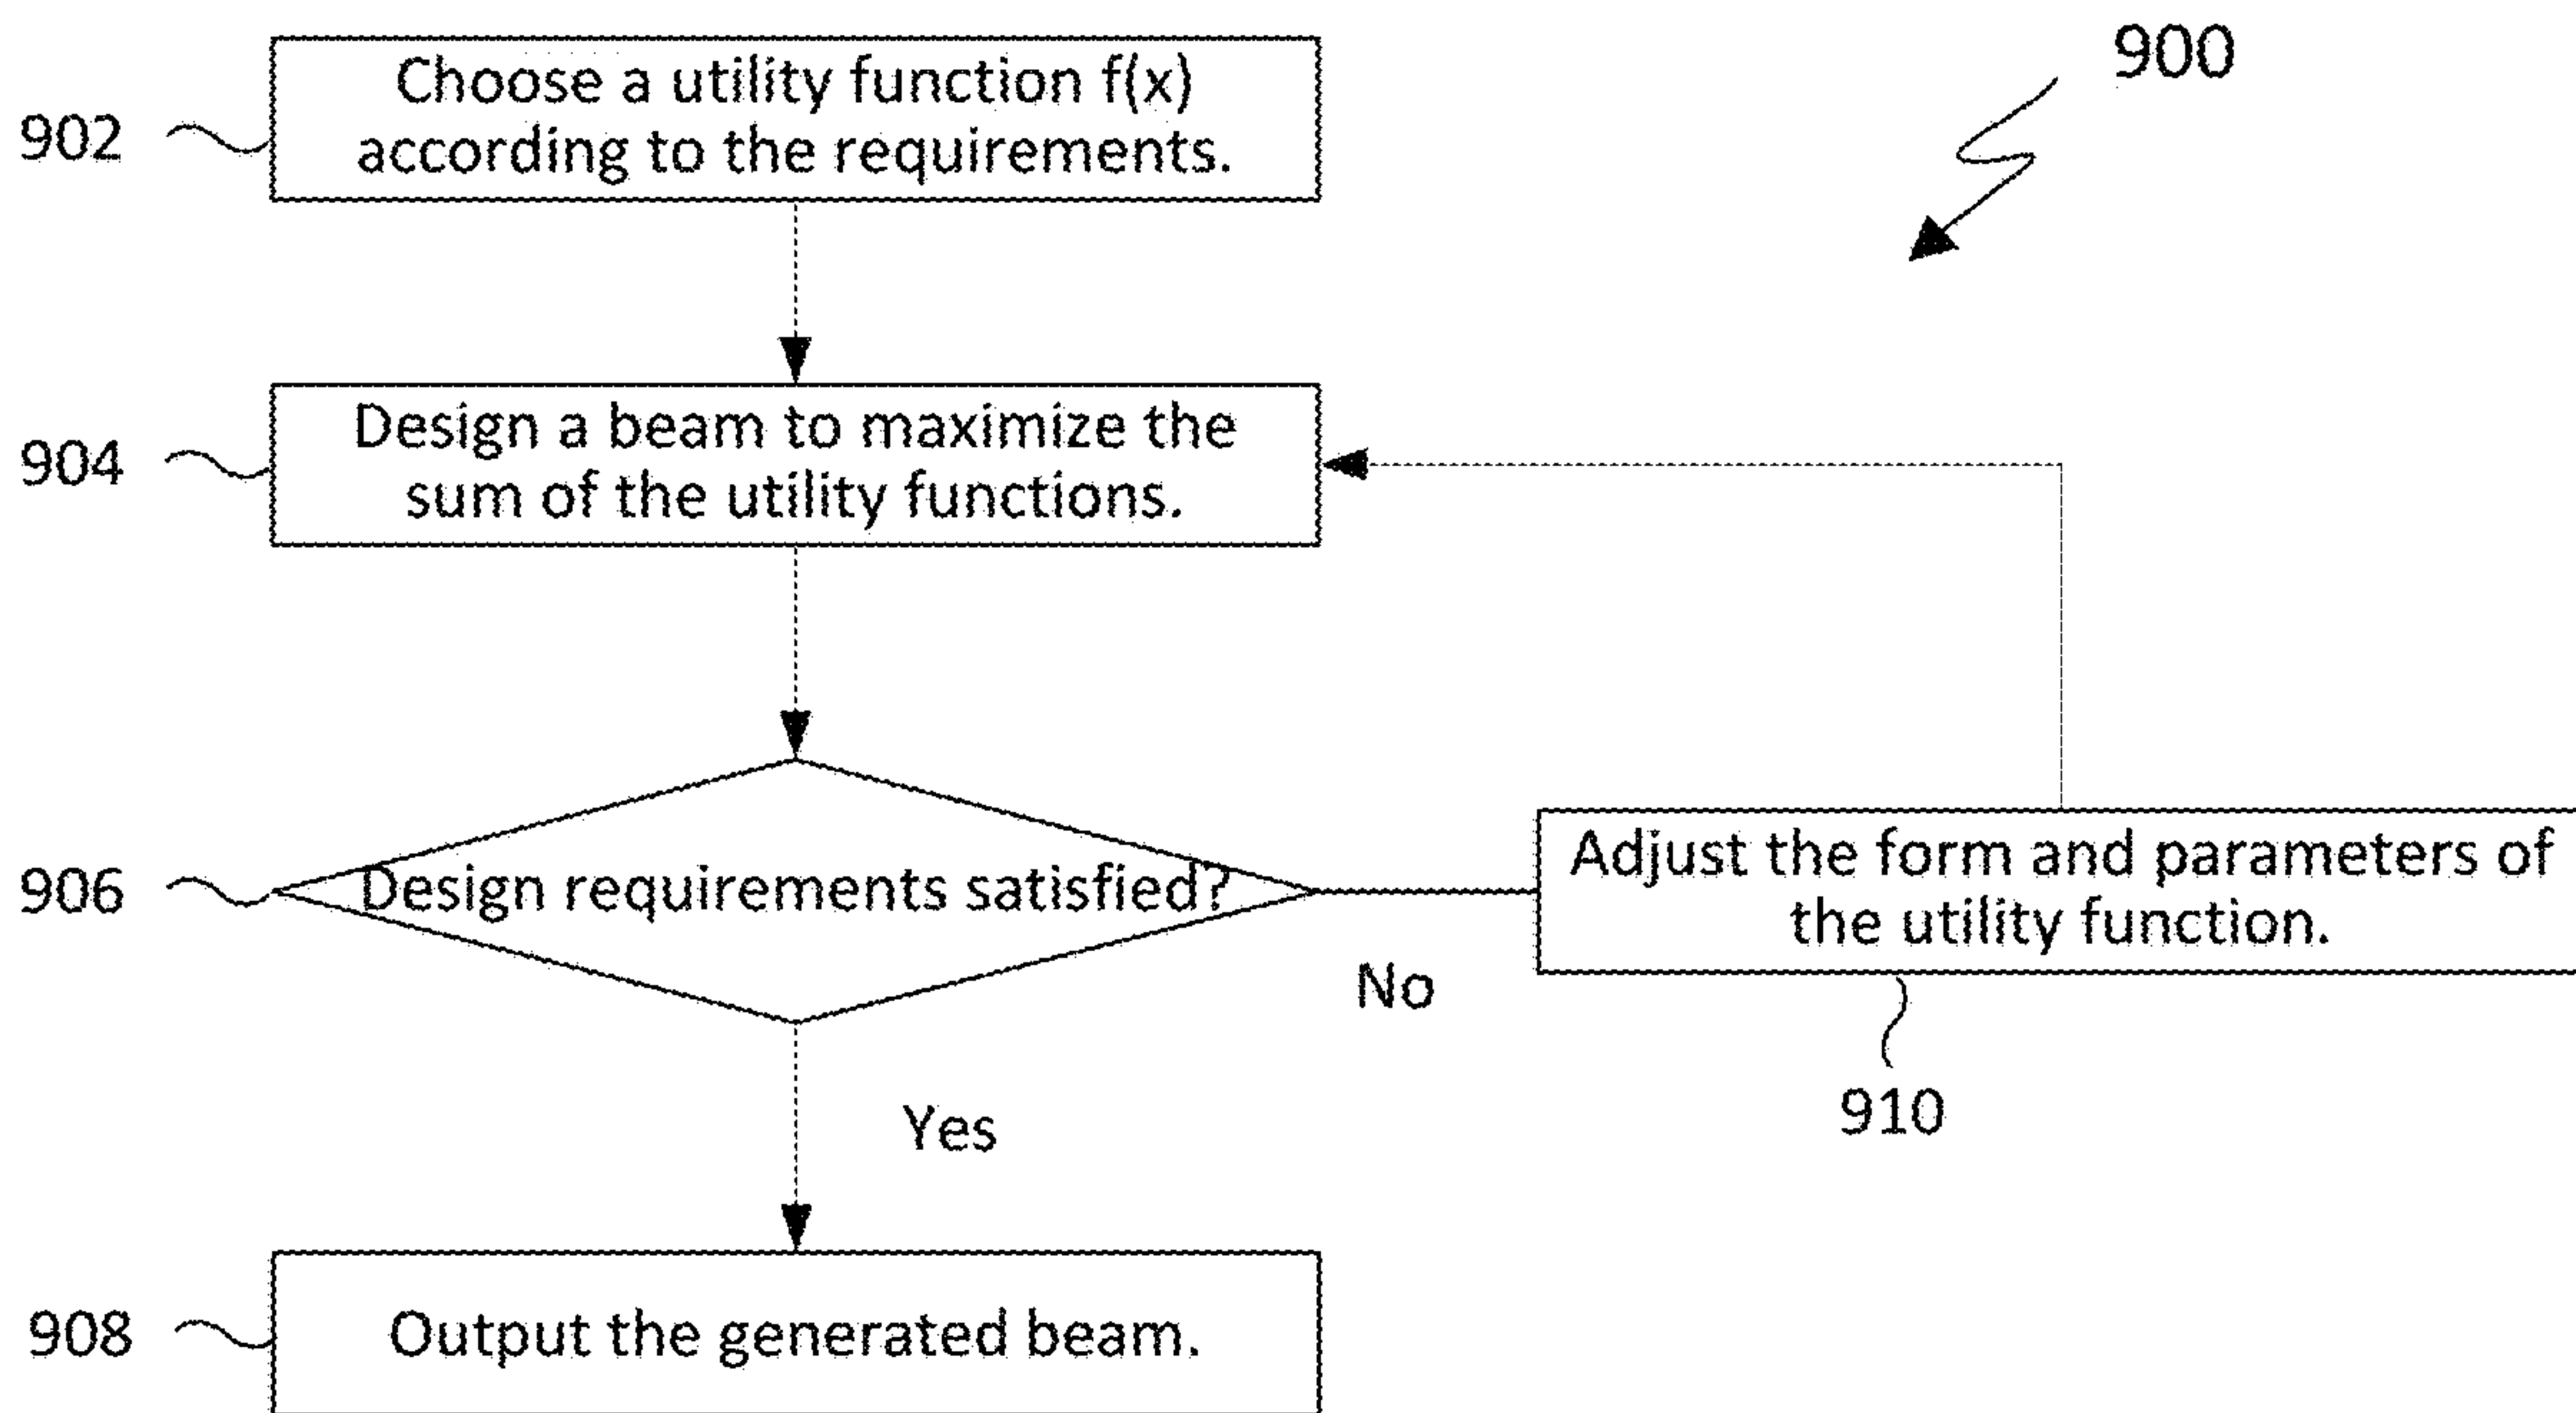 900
902
Choose a utility function f(x)
according to the requirements.
904
Design a beam to maximize the
sum of the utility functions.
906
Design requirements satisfied?
No
Adjust the form and parameters of
the utility function.
910
Yes
908
Output the generated beam.